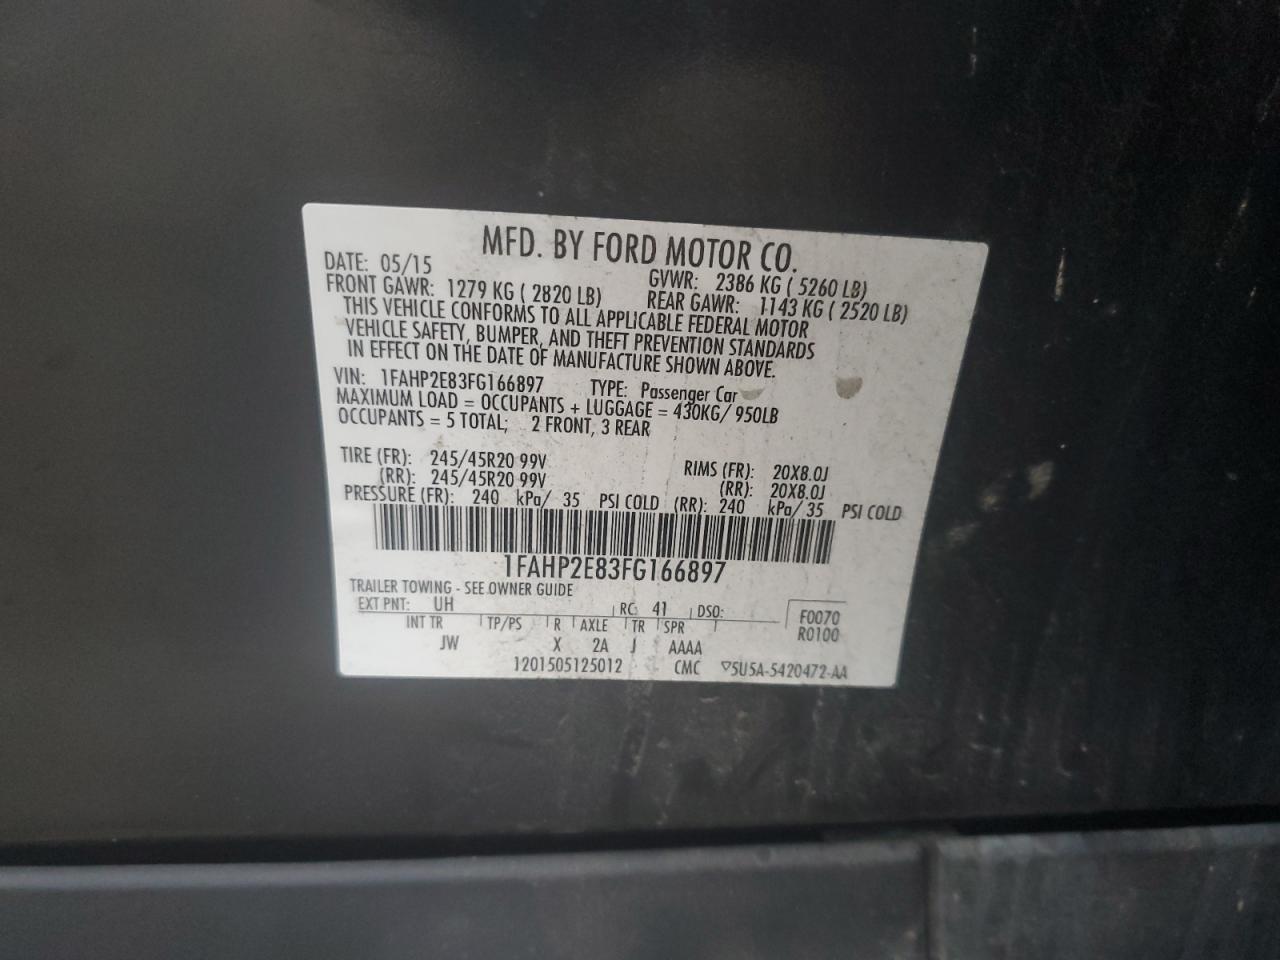 MFD. BY FORD MOTOR CO.
DATE: 05/15 GVWR: 2386 KG ( 5260 LB)
FRONT GAWR: 1279 KG ( 2820 LB) REAR GAWR: 1143 KG ( 2520 LB)
THIS VEHICLE CONFORMS TO ALL APPLICABLE FEDERAL MOTOR
VEHICLE SAFETY, BUMPER, AND THEFT PREVENTION STANDARDS
IN EFFECT ON THE DATE OF MANUFACTURE SHOWN ABOVE.
VIN: 1FAHP2E83FG166897 TYPE: Passenger Car
MAXIMUM LOAD = OCCUPANTS + LUGGAGE = 430KG/ 950LB
OCCUPANTS = 5 TOTAL; 2 FRONT, 3 REAR
TIRE (FR): 245/45R20 99V RIMS (FR): 20X8.0J
(RR): 245/45R20 99V (RR): 20X8.0J
PRESSURE (FR): 240 kPa/ 35 PSI COLD (RR): 240 kPa/ 35 PSI COLD
1FAHP2E83FG166897
TRAILER TOWING - SEE OWNER GUIDE
EXT PNT: UH RC: 41 DSO: F0070
INT TR TP/PS R AXLE TR SPR R0100
JW X 2A J AAAA
1201505125012 CMC ▽5U5A-5420472-AA